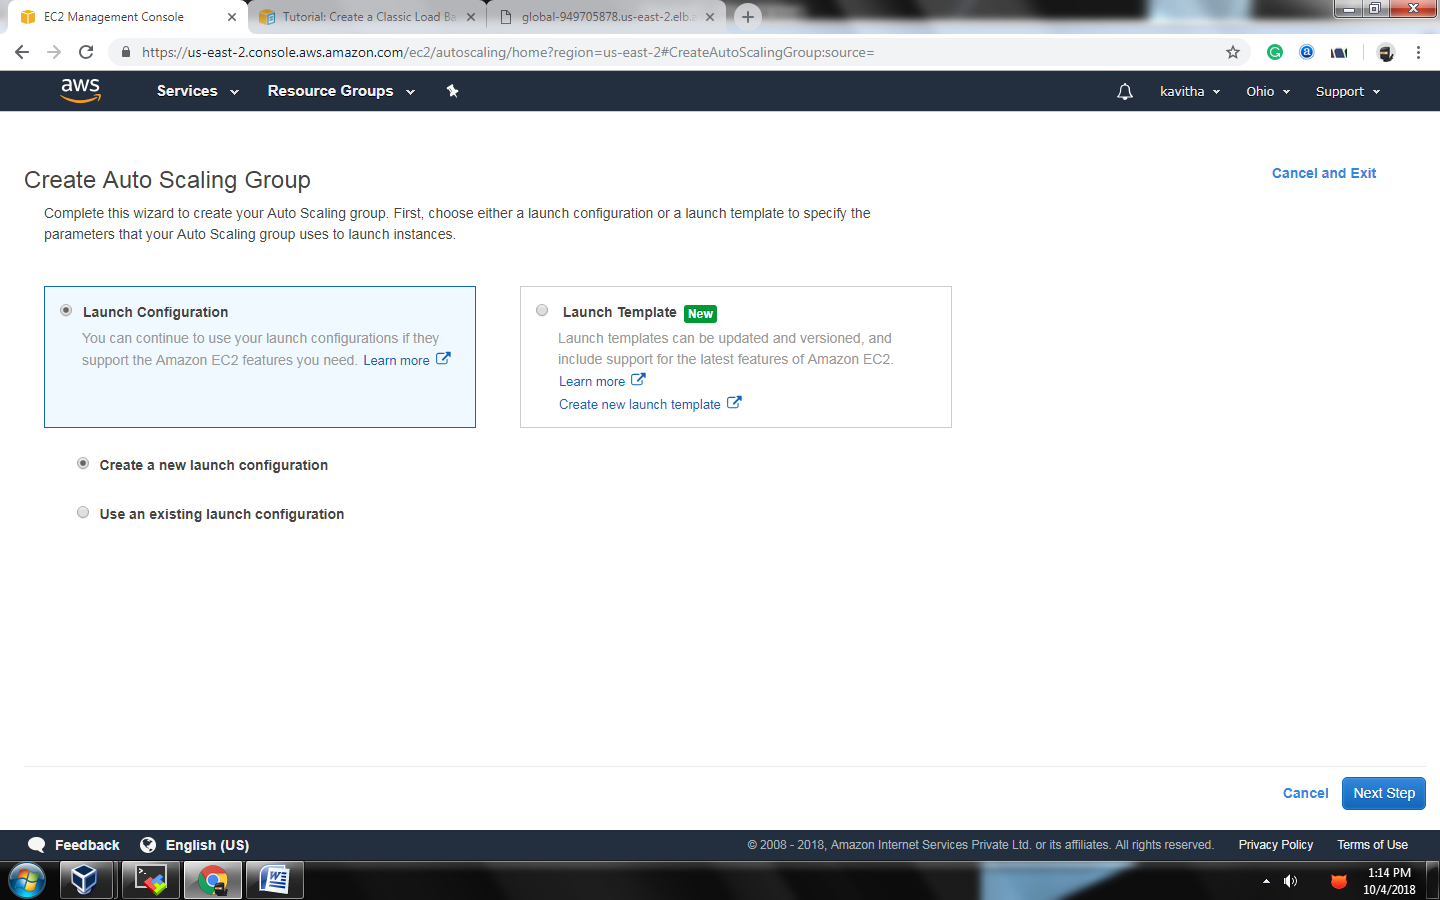 EC2 Management Console
Tutorial: Create a Classic Load Ba
global-949705878.us-east-2.elb.a
https://us-east-2.console.aws.amazon.com/ec2/autoscaling/home?region=us-east-2#CreateAutoScalingGroup:source=
aws
Services
Resource Groups
kavitha
Ohio
Support
Create Auto Scaling Group
Cancel and Exit
Complete this wizard to create your Auto Scaling group. First, choose either a launch configuration or a launch template to specify the
parameters that your Auto Scaling group uses to launch instances.
Launch Configuration
You can continue to use your launch configurations if they
support the Amazon EC2 features you need. Learn more
Launch Template New
Launch templates can be updated and versioned, and
include support for the latest features of Amazon EC2.
Learn more
Create new launch template
Create a new launch configuration
Use an existing launch configuration
Cancel
Next Step
Feedback
English (US)
© 2008 - 2018, Amazon Internet Services Private Ltd. or its affiliates. All rights reserved.
Privacy Policy
Terms of Use
1:14 PM
10/4/2018